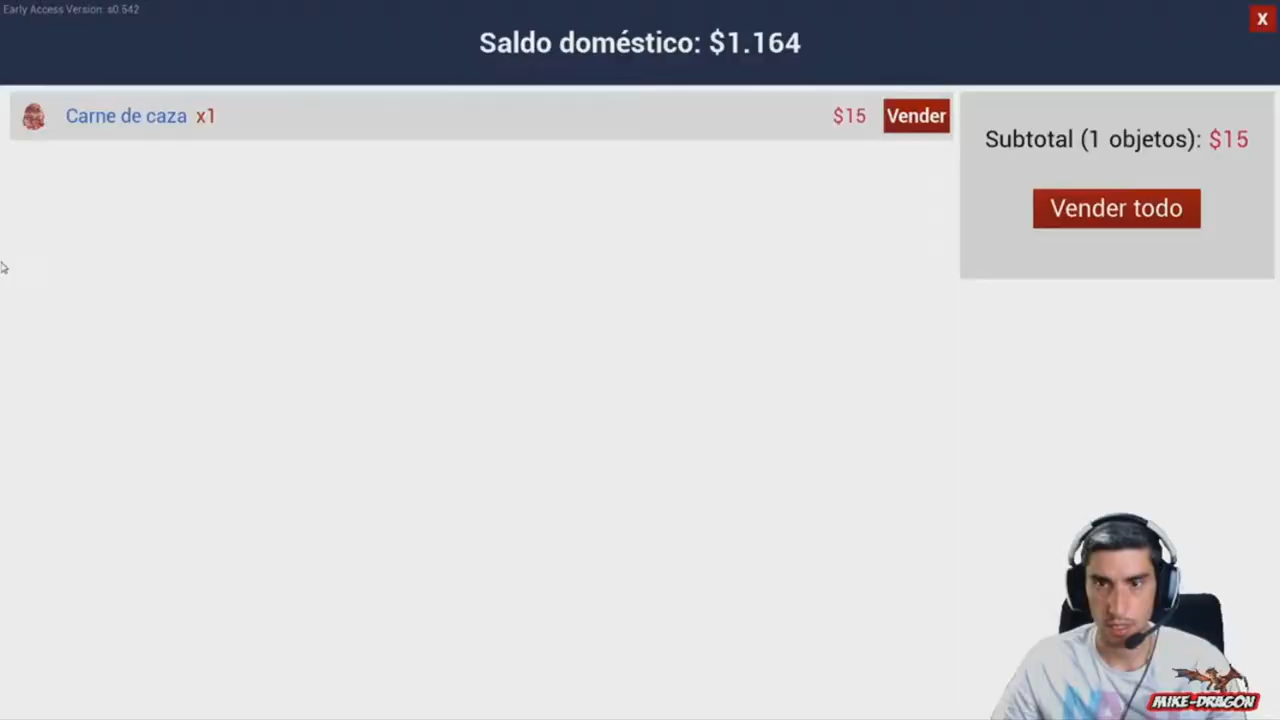 Early Access Version: s0.542
Saldo doméstico: $1.164
X
Carne de caza x1 $15 Vender
Subtotal (1 objetos): $15
Vender todo
MIKE-DRAGON